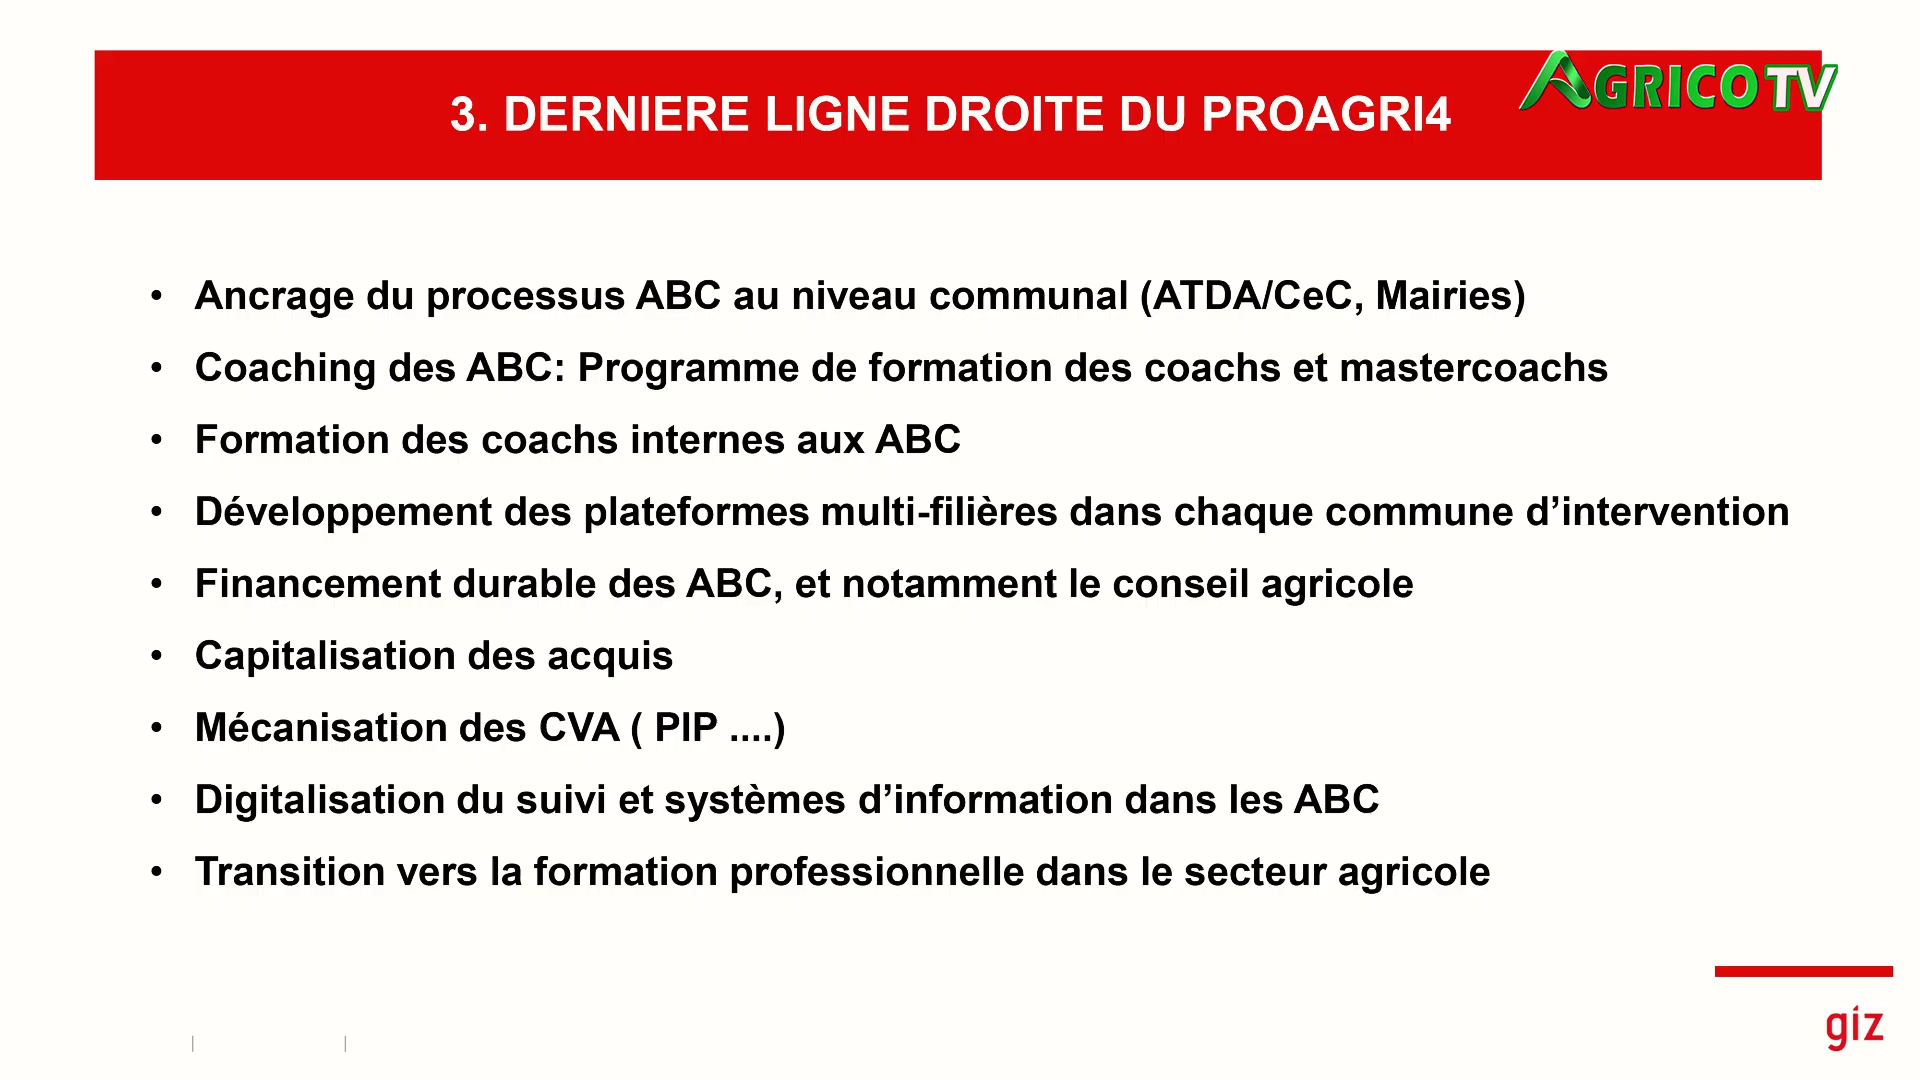 AGRICO TV
3. DERNIERE LIGNE DROITE DU PROAGRI4
• Ancrage du processus ABC au niveau communal (ATDA/CeC, Mairies)
• Coaching des ABC: Programme de formation des coachs et mastercoachs
• Formation des coachs internes aux ABC
• Développement des plateformes multi-filières dans chaque commune d’intervention
• Financement durable des ABC, et notamment le conseil agricole
• Capitalisation des acquis
• Mécanisation des CVA ( PIP ....)
• Digitalisation du suivi et systèmes d’information dans les ABC
• Transition vers la formation professionnelle dans le secteur agricole
giz